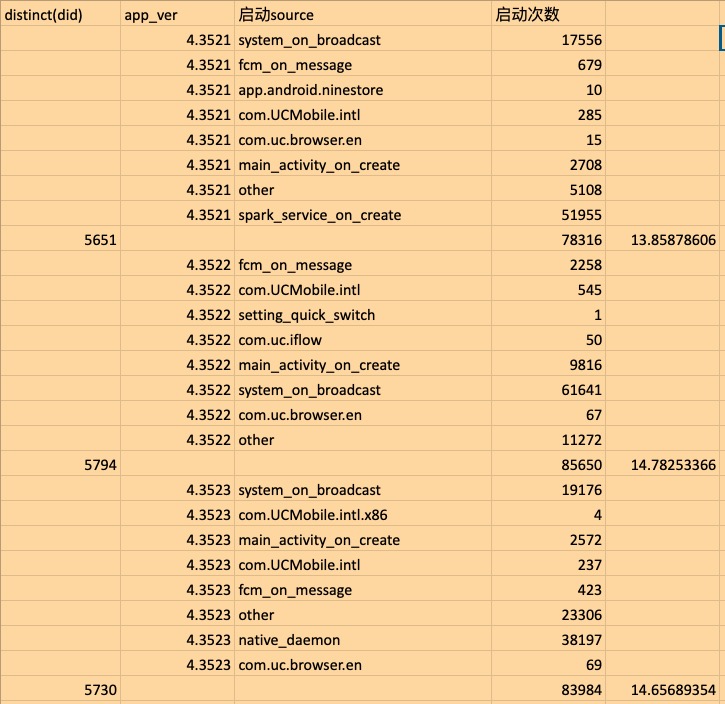 distinct(did) app_ver 启动source 启动次数
4.3521 system_on_broadcast 17556
4.3521 fcm_on_message 679
4.3521 app.android.ninestore 10
4.3521 com.UCMobile.intl 285
4.3521 com.uc.browser.en 15
4.3521 main_activity_on_create 2708
4.3521 other 5108
4.3521 spark_service_on_create 51955
5651 78316 13.85878606
4.3522 fcm_on_message 2258
4.3522 com.UCMobile.intl 545
4.3522 setting_quick_switch 1
4.3522 com.uc.iflow 50
4.3522 main_activity_on_create 9816
4.3522 system_on_broadcast 61641
4.3522 com.uc.browser.en 67
4.3522 other 11272
5794 85650 14.78253366
4.3523 system_on_broadcast 19176
4.3523 com.UCMobile.intl.x86 4
4.3523 main_activity_on_create 2572
4.3523 com.UCMobile.intl 237
4.3523 fcm_on_message 423
4.3523 other 23306
4.3523 native_daemon 38197
4.3523 com.uc.browser.en 69
5730 83984 14.65689354